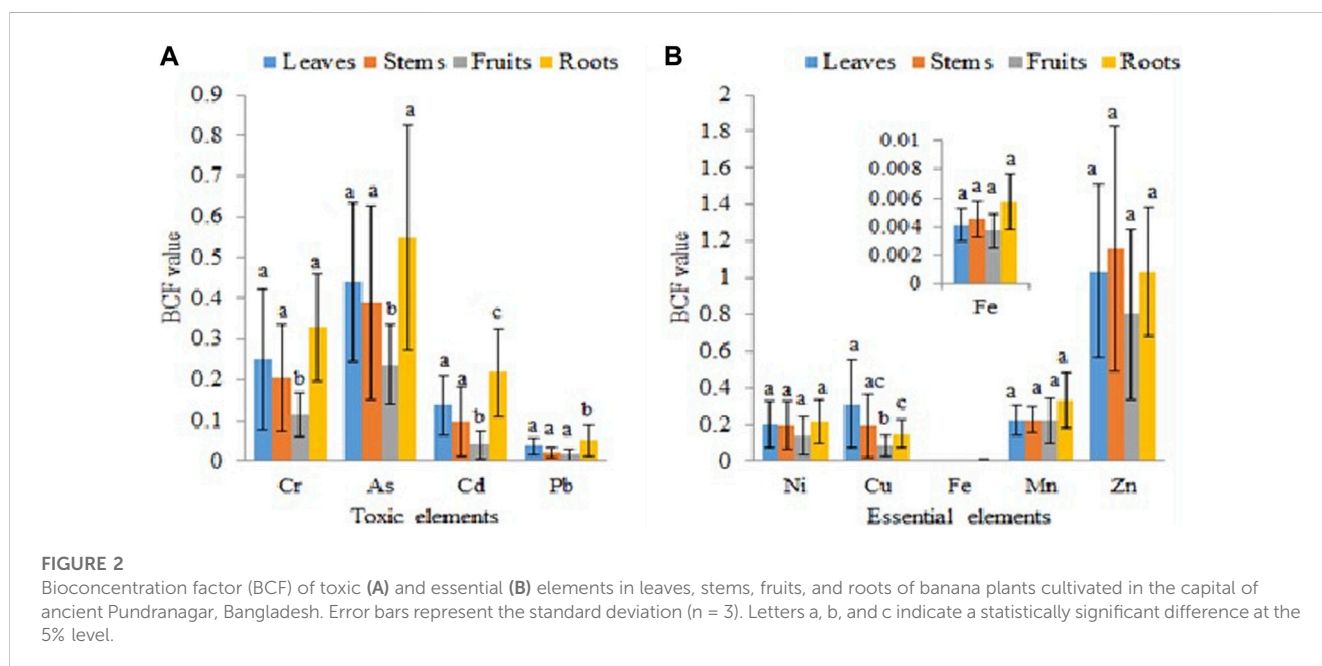 A
Leaves Stems Fruits Roots
0.9
0.8
0.7
0.6
0.5
0.4
0.3
0.2
0.1
0
BCF value
a a b a
a a b a
a a b c
a a a b
Cr As Cd Pb
Toxic elements
B
Leaves Stems Fruits Roots
2
1.8
1.6
1.4
1.2
1
0.8
0.6
0.4
0.2
0
BCF value
a a a a
a ac b c
a a a a
a a a a
0.01
0.008
0.006
0.004
0.002
0
a a a a
Fe
Ni Cu Fe Mn Zn
Essential elements
FIGURE 2
Bioconcentration factor (BCF) of toxic (A) and essential (B) elements in leaves, stems, fruits, and roots of banana plants cultivated in the capital of
ancient Pundranagar, Bangladesh. Error bars represent the standard deviation (n = 3). Letters a, b, and c indicate a statistically significant difference at the
5% level.